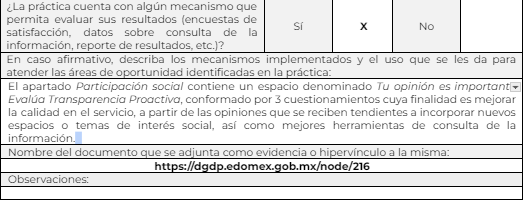 ¿La práctica cuenta con algún mecanismo que
permita evaluar sus resultados (encuestas de
satisfacción, datos sobre consulta de la
información, reporte de resultados, etc.)?
Sí X No
En caso afirmativo, describa los mecanismos implementados y el uso que se les da para
atender las áreas de oportunidad identificadas en la práctica:
El apartado Participación social contiene un espacio denominado Tu opinión es important
Evalúa Transparencia Proactiva, conformado por 3 cuestionamientos cuya finalidad es mejorar
la calidad en el servicio, a partir de las opiniones que se reciben tendientes a incorporar nuevos
espacios o temas de interés social, así como mejores herramientas de consulta de la
información.
Nombre del documento que se adjunta como evidencia o hipervínculo a la misma:
https://dgdp.edomex.gob.mx/node/216
Observaciones: